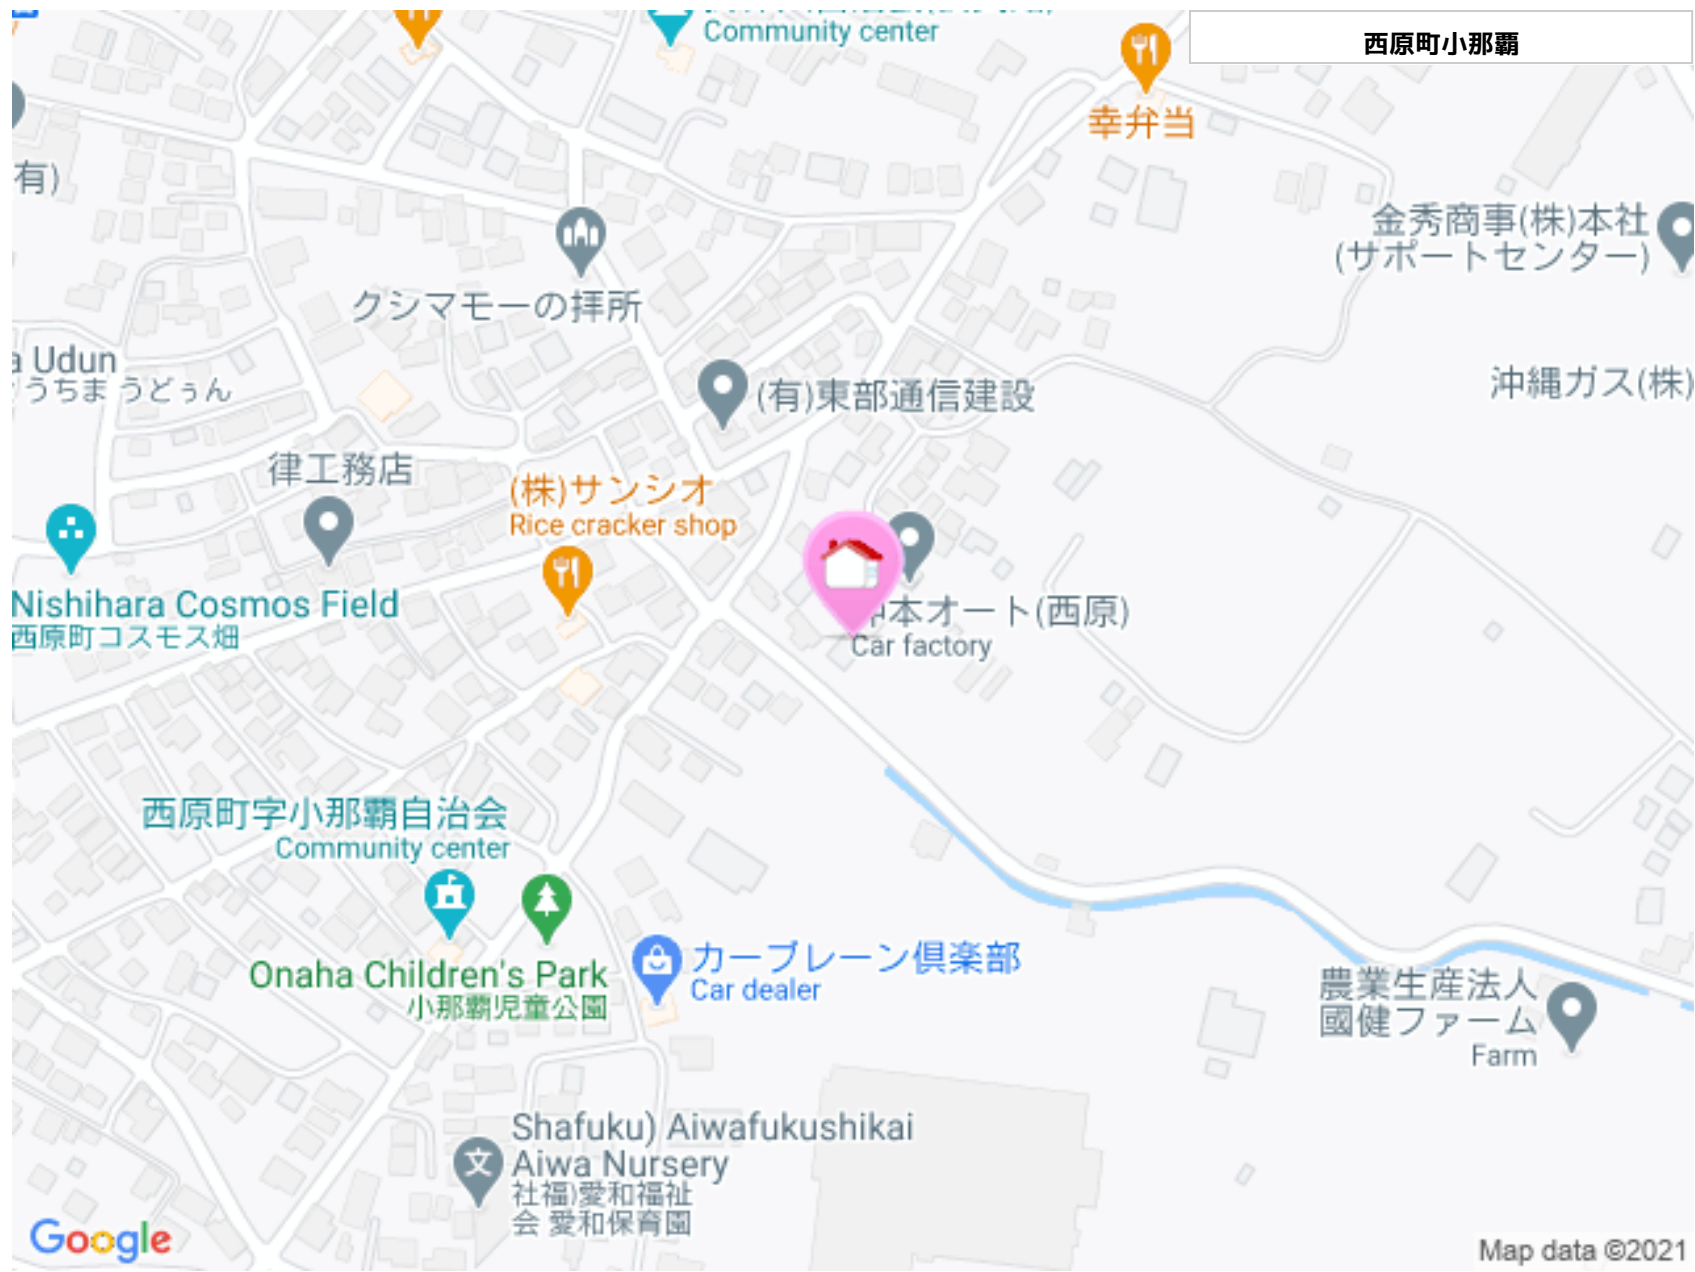 西原町小那覇
Community center
幸弁当
有)
金秀商事(株)本社
(サポートセンター)
クシマモーの拝所
a Udun
うちま うどぅん
(有)東部通信建設
沖縄ガス(株)
律工務店
(株)サンシオ
Rice cracker shop
Nishihara Cosmos Field
西原町コスモス畑
本オート(西原)
Car factory
西原町字小那覇自治会
Community center
Onaha Children's Park
小那覇児童公園
カーブレーン倶楽部
Car dealer
農業生産法人
國健ファーム
Farm
Shafuku) Aiwafukushikai
Aiwa Nursery
社福)愛和福祉
会 愛和保育園
文
Google
Map data ©2021